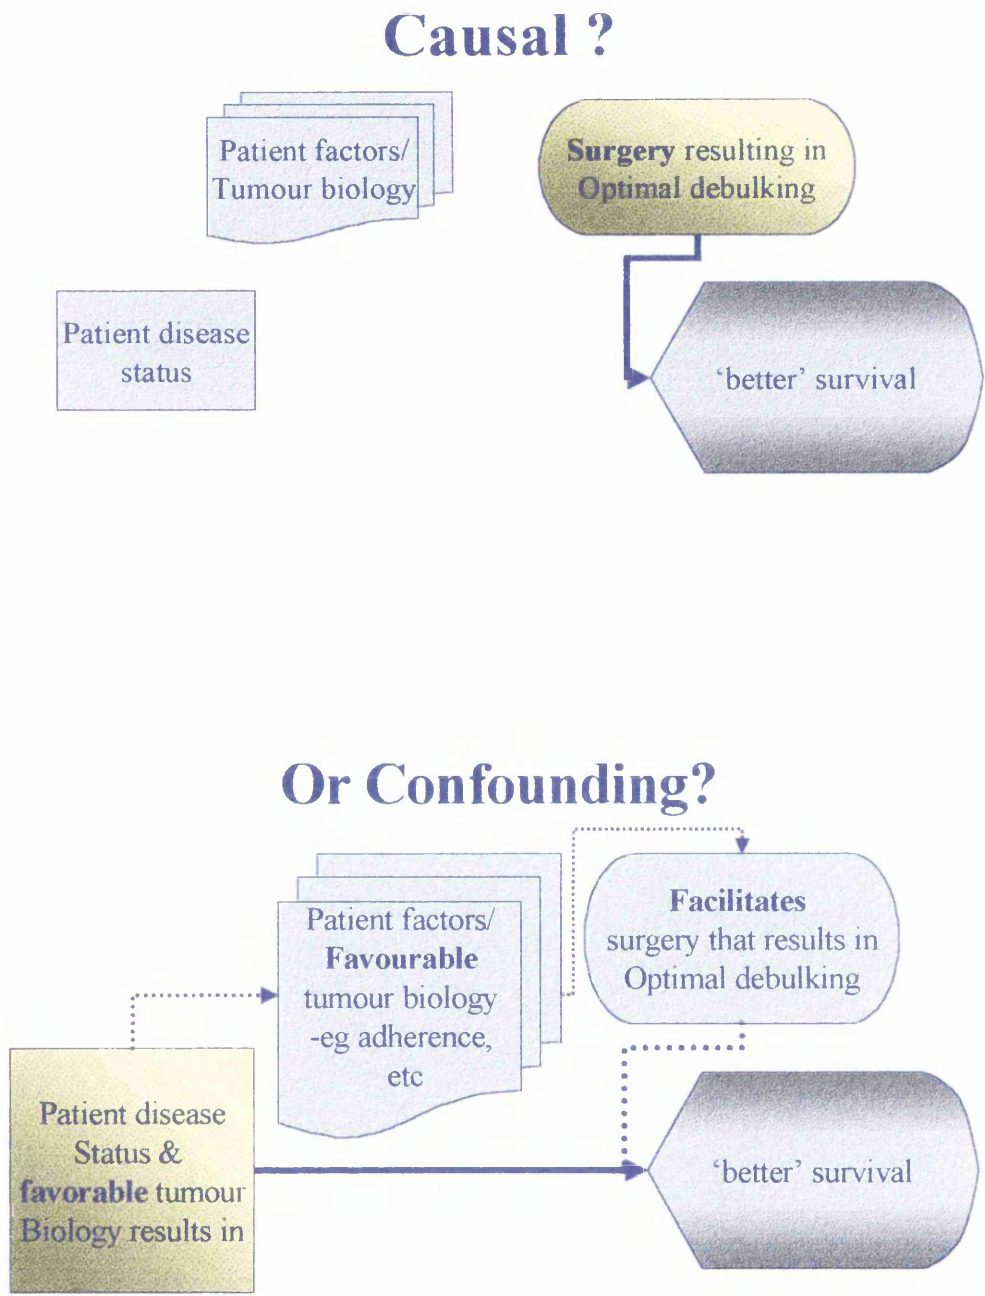 Causal ?
Patient factors/
Tumour biology
Surgery resulting in
Optimal debulking
Patient disease
status
‘better’ survival
Or Confounding?
Patient factors/
Favourable
tumour biology
-eg adherence,
etc
Facilitates
surgery that results in
Optimal debulking
Patient disease
Status &
favorable tumour
Biology results in
‘better’ survival